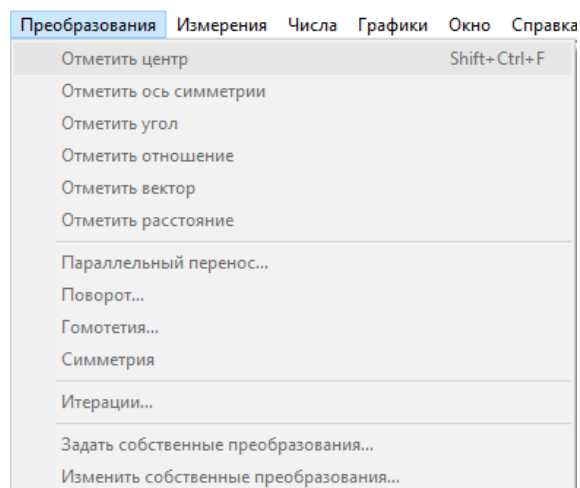 Преобразования Измерения Числа Графики Окно Справка
Отметить центр Shift+Ctrl+F
Отметить ось симметрии
Отметить угол
Отметить отношение
Отметить вектор
Отметить расстояние
Параллельный перенос...
Поворот...
Гомотетия...
Симметрия
Итерации...
Задать собственные преобразования...
Изменить собственные преобразования...